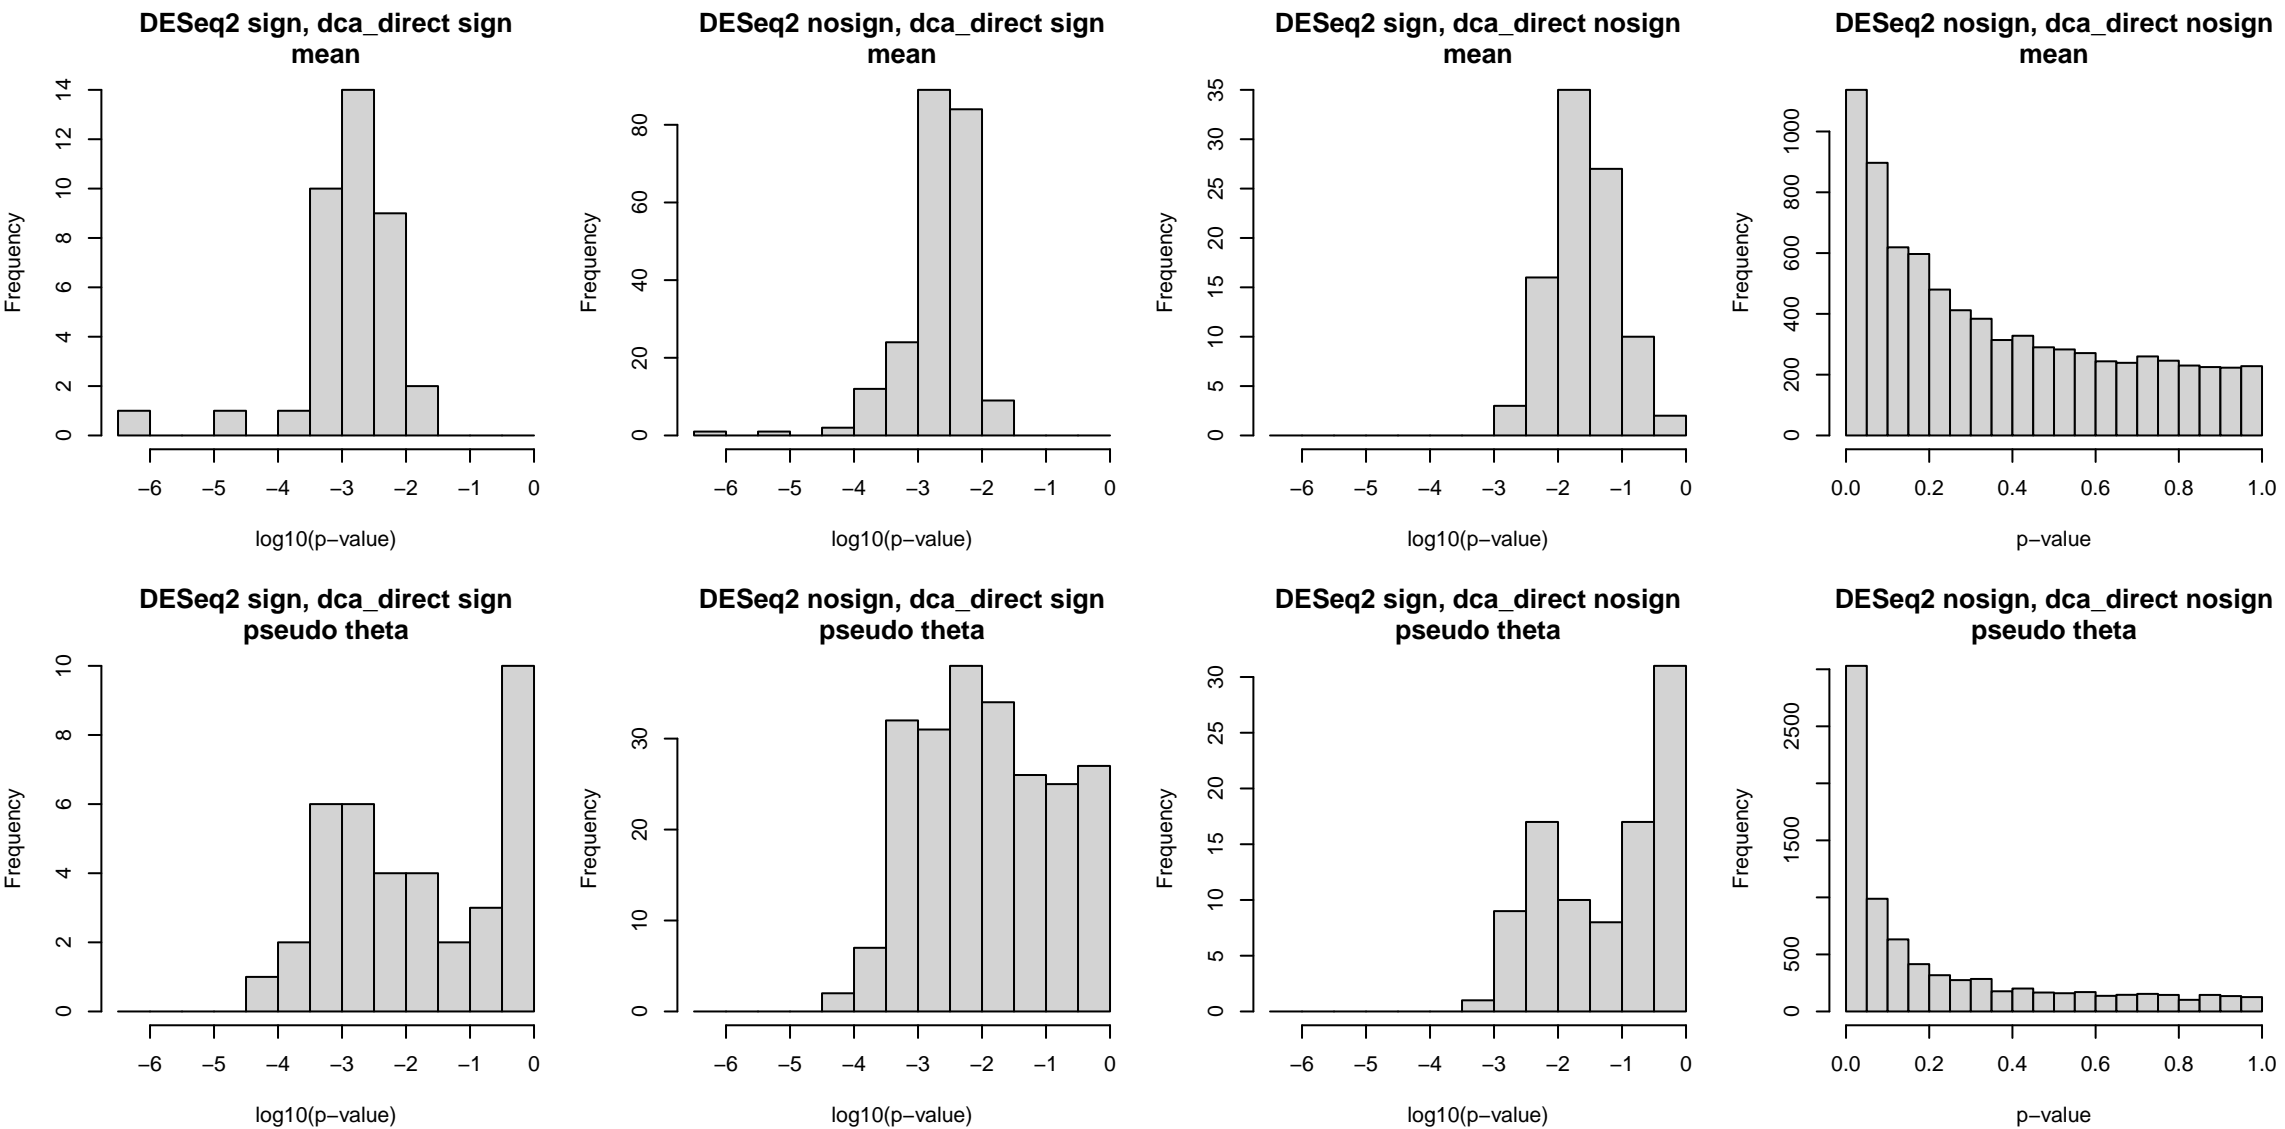 DESeq2 sign, dca_direct sign
mean
Frequency
0 2 4 6 8 10 12 14
−6 −5 −4 −3 −2 −1 0
log10(p−value)
DESeq2 nosign, dca_direct sign
mean
Frequency
0 20 40 60 80
−6 −5 −4 −3 −2 −1 0
log10(p−value)
DESeq2 sign, dca_direct nosign
mean
Frequency
0 5 10 15 20 25 30 35
−6 −5 −4 −3 −2 −1 0
log10(p−value)
DESeq2 nosign, dca_direct nosign
mean
Frequency
0 200 400 600 800 1000
0.0 0.2 0.4 0.6 0.8 1.0
p−value
DESeq2 sign, dca_direct sign
pseudo theta
Frequency
0 2 4 6 8 10
−6 −5 −4 −3 −2 −1 0
log10(p−value)
DESeq2 nosign, dca_direct sign
pseudo theta
Frequency
0 10 20 30
−6 −5 −4 −3 −2 −1 0
log10(p−value)
DESeq2 sign, dca_direct nosign
pseudo theta
Frequency
0 5 10 15 20 25 30
−6 −5 −4 −3 −2 −1 0
log10(p−value)
DESeq2 nosign, dca_direct nosign
pseudo theta
Frequency
0 500 1500 2500
0.0 0.2 0.4 0.6 0.8 1.0
p−value